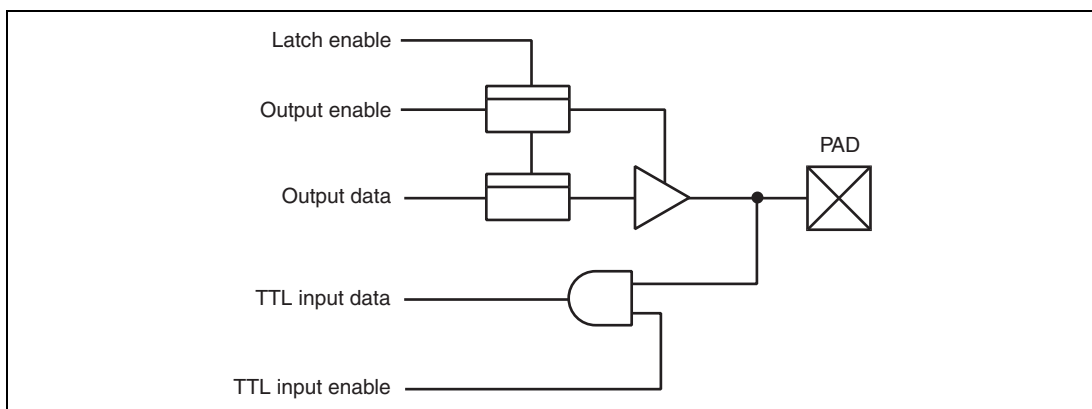 Latch enable
Output enable
PAD
Output data
TTL input data
TTL input enable